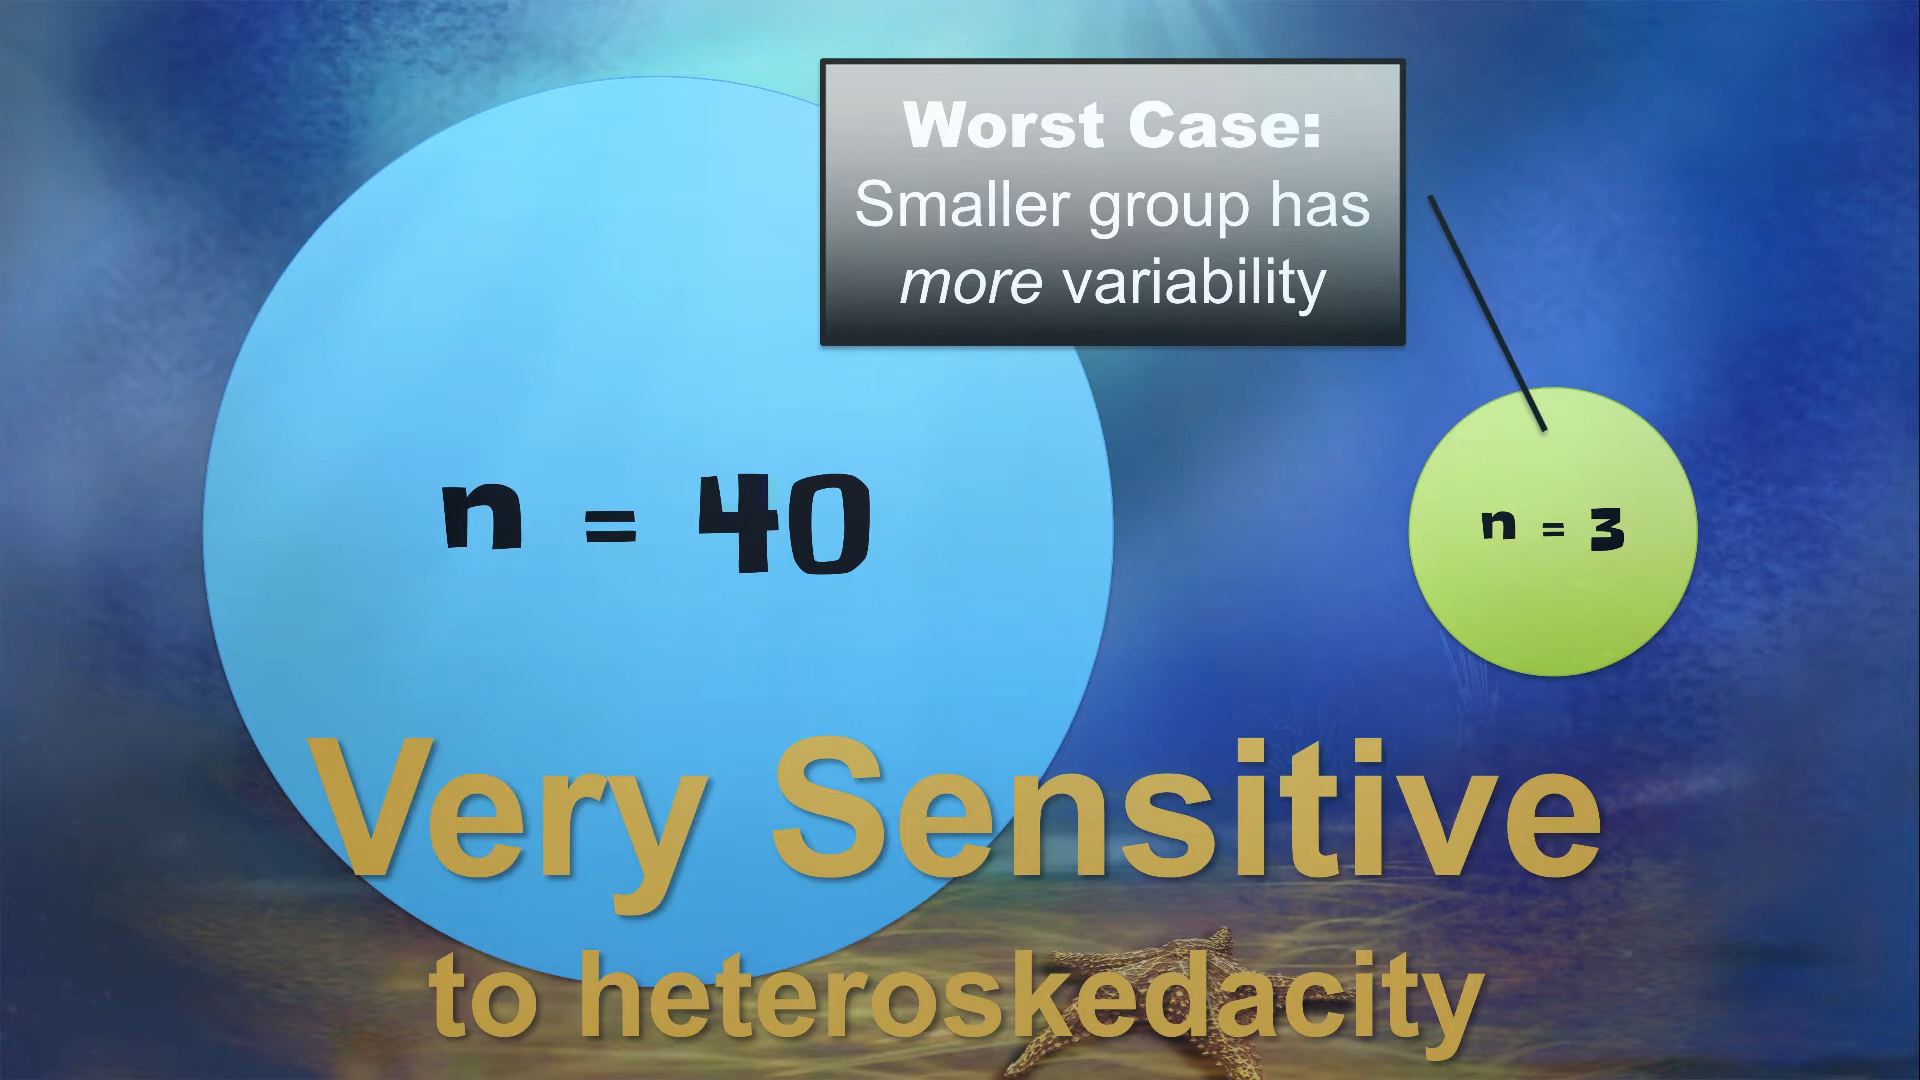 Worst Case:
Smaller group has
more variability
n = 40
n = 3
Very Sensitive
to heteroskedacity